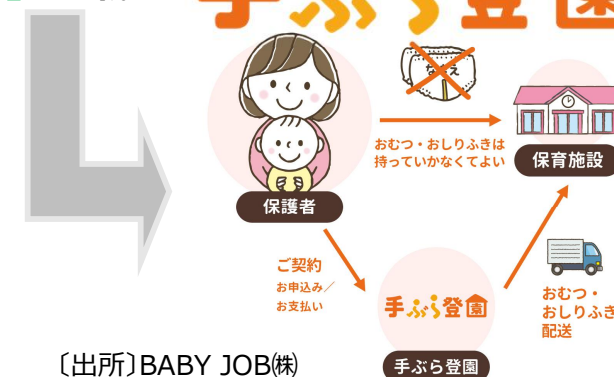 手ぶら登園
おむつ・おしりふきは
持っていかなくてよい
保育施設
保護者
ご契約
お申込み／
お支払い
手ぶら登園
おむつ・
おしりふき
配送
手ぶら登園
〔出所〕BABY JOB㈱